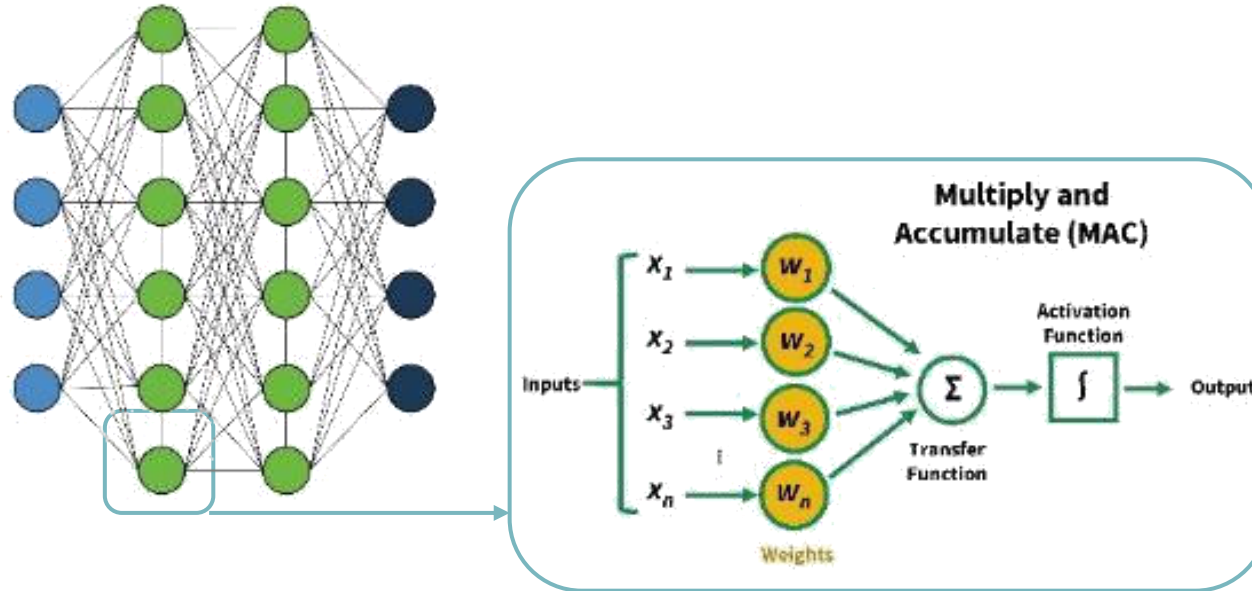 Multiply and
Accumulate (MAC)
Inputs
X1
X2
X3
⁞
Xn
W1
W2
W3
Wn
Weights
Σ
Transfer
Function
Activation
Function
∫
Output